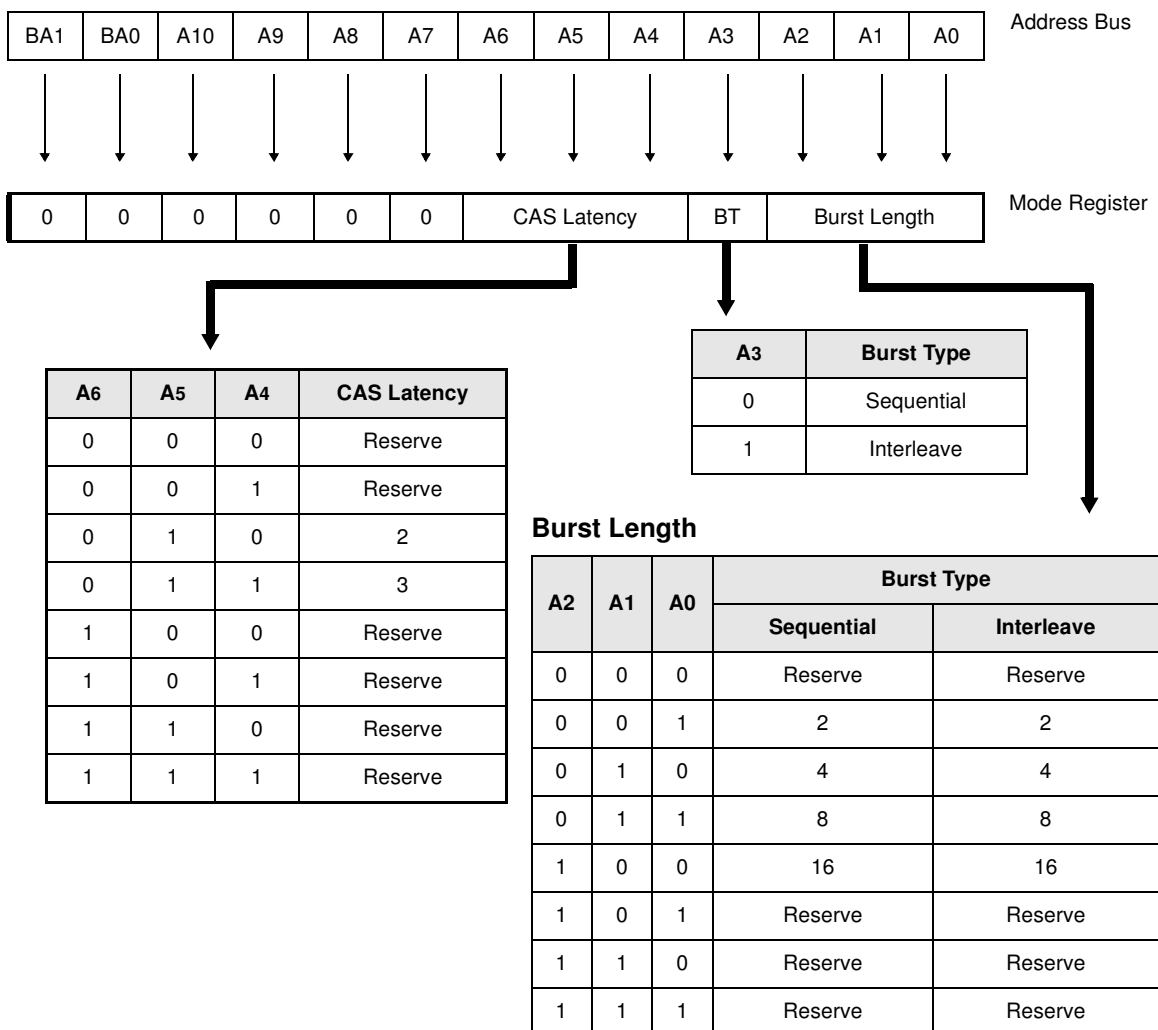 BA1 BA0 A10 A9 A8 A7 A6 A5 A4 A3 A2 A1 A0 Address Bus
0 0 0 0 0 0 CAS Latency BT Burst Length Mode Register
A3 Burst Type
0 Sequential
1 Interleave
A6 A5 A4 CAS Latency
0 0 0 Reserve
0 0 1 Reserve
0 1 0 2
0 1 1 3
1 0 0 Reserve
1 0 1 Reserve
1 1 0 Reserve
1 1 1 Reserve
Burst Length
A2 A1 A0 Burst Type
Sequential Interleave
0 0 0 Reserve Reserve
0 0 1 2 2
0 1 0 4 4
0 1 1 8 8
1 0 0 16 16
1 0 1 Reserve Reserve
1 1 0 Reserve Reserve
1 1 1 Reserve Reserve